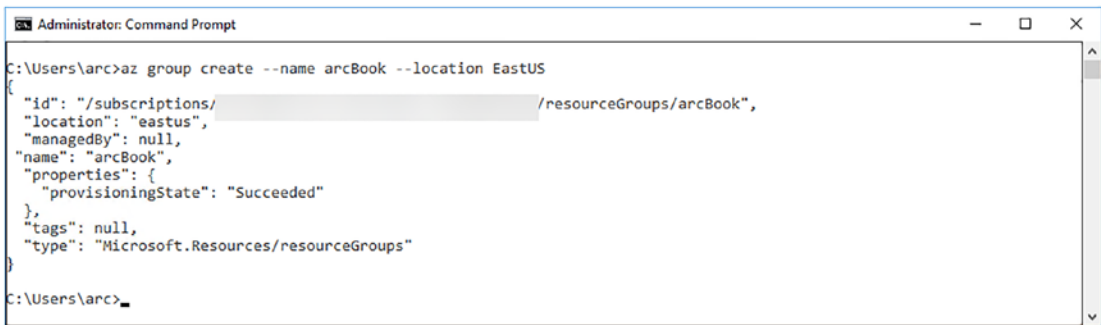 Administrator: Command Prompt
C:\Users\arc>az group create --name arcBook --location EastUS
{
  "id": "/subscriptions/ /resourceGroups/arcBook",
  "location": "eastus",
  "managedBy": null,
 "name": "arcBook",
  "properties": {
    "provisioningState": "Succeeded"
  },
  "tags": null,
  "type": "Microsoft.Resources/resourceGroups"
}
C:\Users\arc>